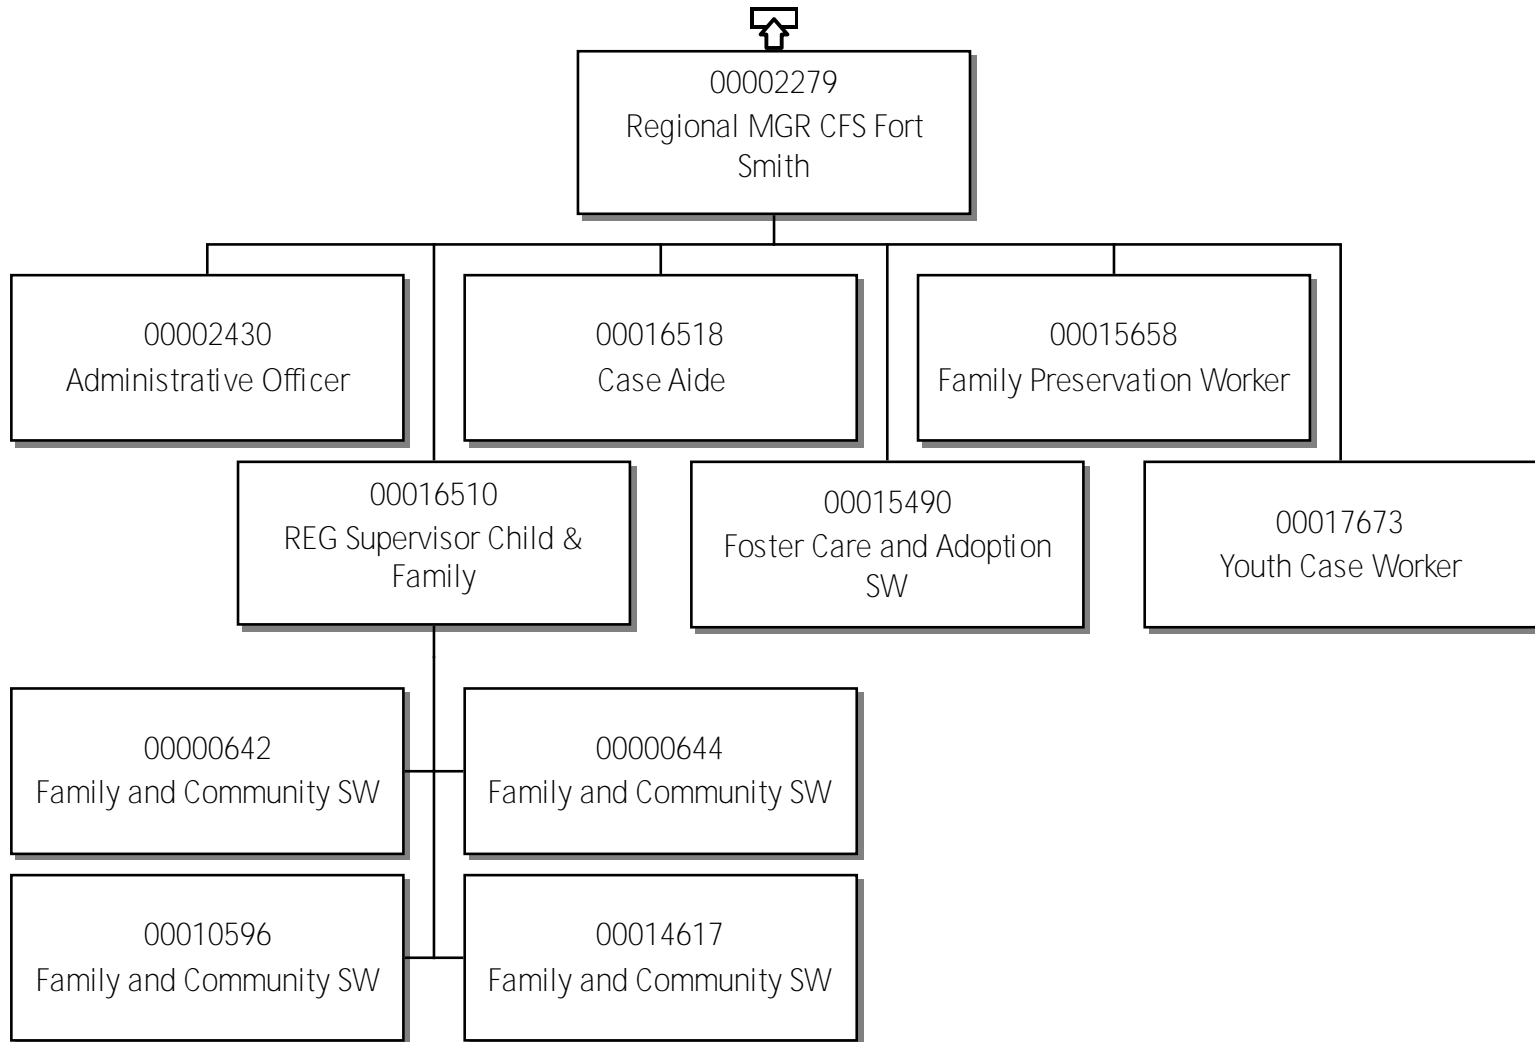 00002279
Regional MGR CFS Fort
Smith
00002430
Administrative Officer
00016518
Case Aide
00015658
Family Preservation Worker
00016510
REG Supervisor Child &
Family
00015490
Foster Care and Adoption
SW
00017673
Youth Case Worker
00000642
Family and Community SW
00000644
Family and Community SW
00010596
Family and Community SW
00014617
Family and Community SW